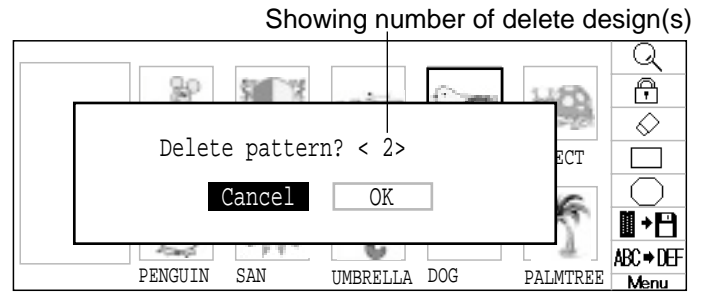 Showing number of delete design(s)
Delete pattern? < 2>
ECT
Cancel OK
PENGUIN SAN UMBRELLA DOG PALMTREE
ABC➡DEF
Menu